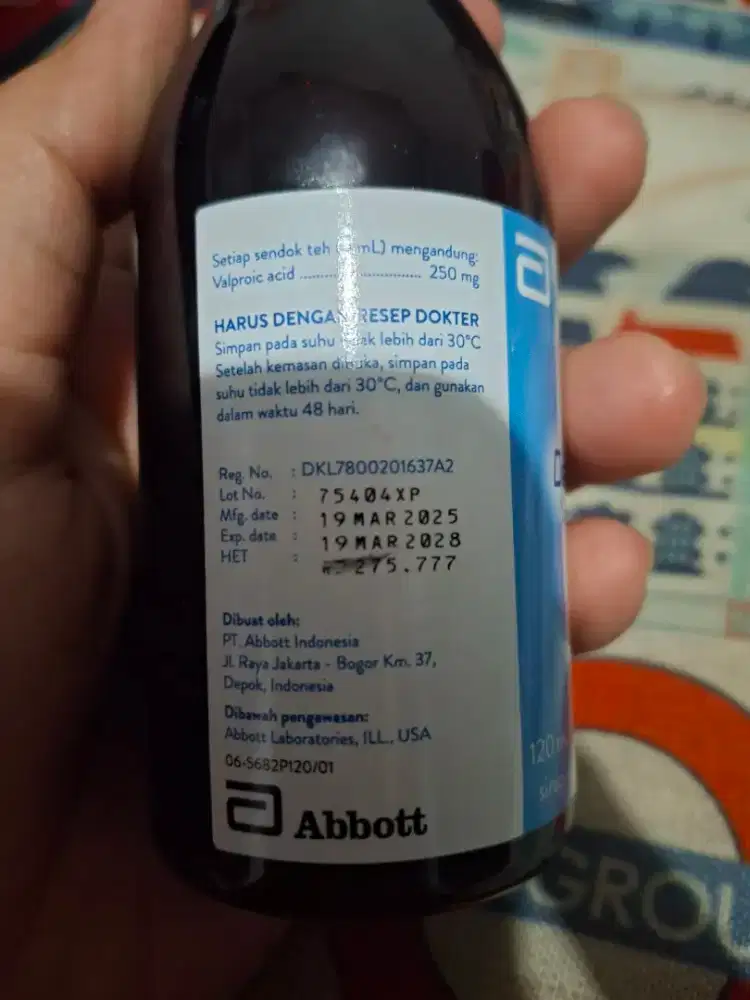 Setiap sendok teh mL) mengandung:
Valproic acid ................................ 250 mg
HARUS DENGAN RESEP DOKTER
Simpan pada suhu tidak lebih dari 30°C
Setelah kemasan dibuka, simpan pada
suhu tidak lebih dari 30°C, dan gunakan
dalam waktu 48 hari.
Reg. No. : DKL7800201637A2
Lot No. : 75404XP
Mfg. date : 19 MAR 2025
Exp. date : 19 MAR 2028
HET : 275.777
Dibuat oleh:
PT. Abbott Indonesia
Jl. Raya Jakarta - Bogor Km. 37,
Depok, Indonesia
Dibawah pengawasan:
Abbott Laboratories, ILL., USA
06-5682P120/01
Abbott
120
GROU